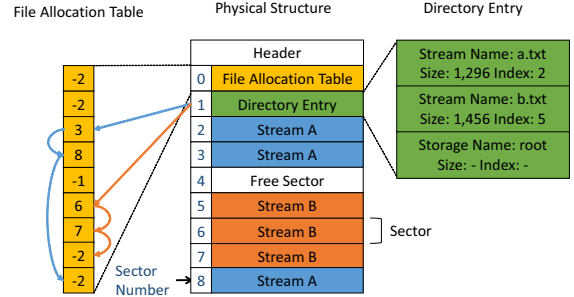 File Allocation Table
Physical Structure
Directory Entry
Header
-2
0
File Allocation Table
-2
1
Directory Entry
3
2
Stream A
8
3
Stream A
-1
4
Free Sector
6
5
Stream B
7
6
Stream B
-2
7
Stream B
-2
8
Stream A
Stream Name: a.txt
Size: 1,296 Index: 2
Stream Name: b.txt
Size: 1,456 Index: 5
Storage Name: root
Size: - Index: -
Sector
Sector
Number